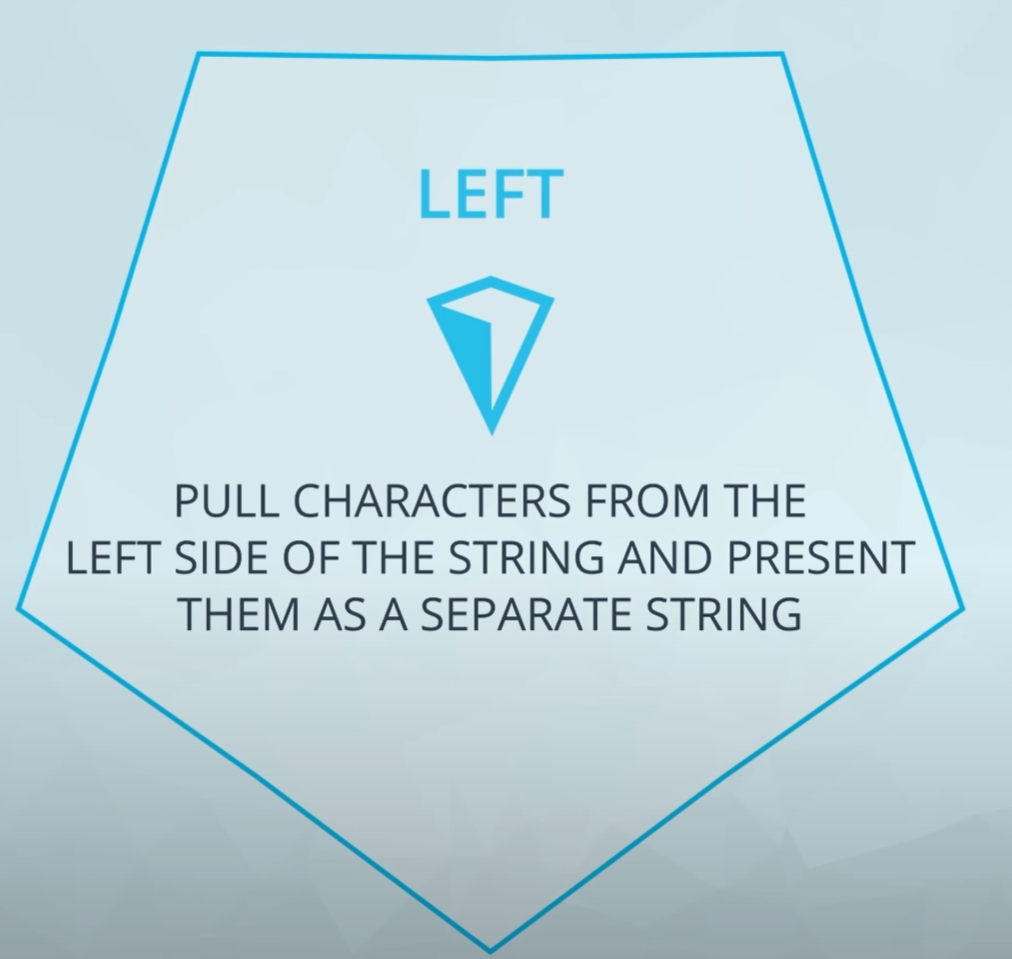 LEFT
PULL CHARACTERS FROM THE
LEFT SIDE OF THE STRING AND PRESENT
THEM AS A SEPARATE STRING